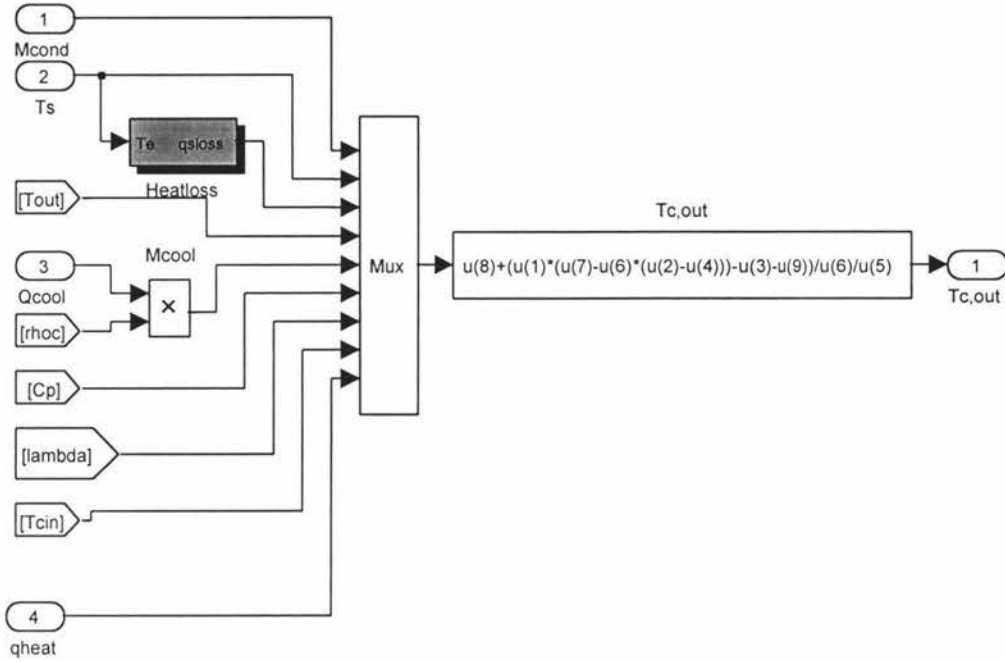 1
Mcond
2
Ts
Te qsloss
Heatloss
[Tout]
Mcool
3
Qcool
×
[rhoc]
[Cp]
[lambda]
[Tcin]
4
qheat
Mux
Tc,out
u(8)+(u(1)*(u(7)-u(6)*(u(2)-u(4)))-u(3)-u(9))/u(6)/u(5)
1
Tc,out